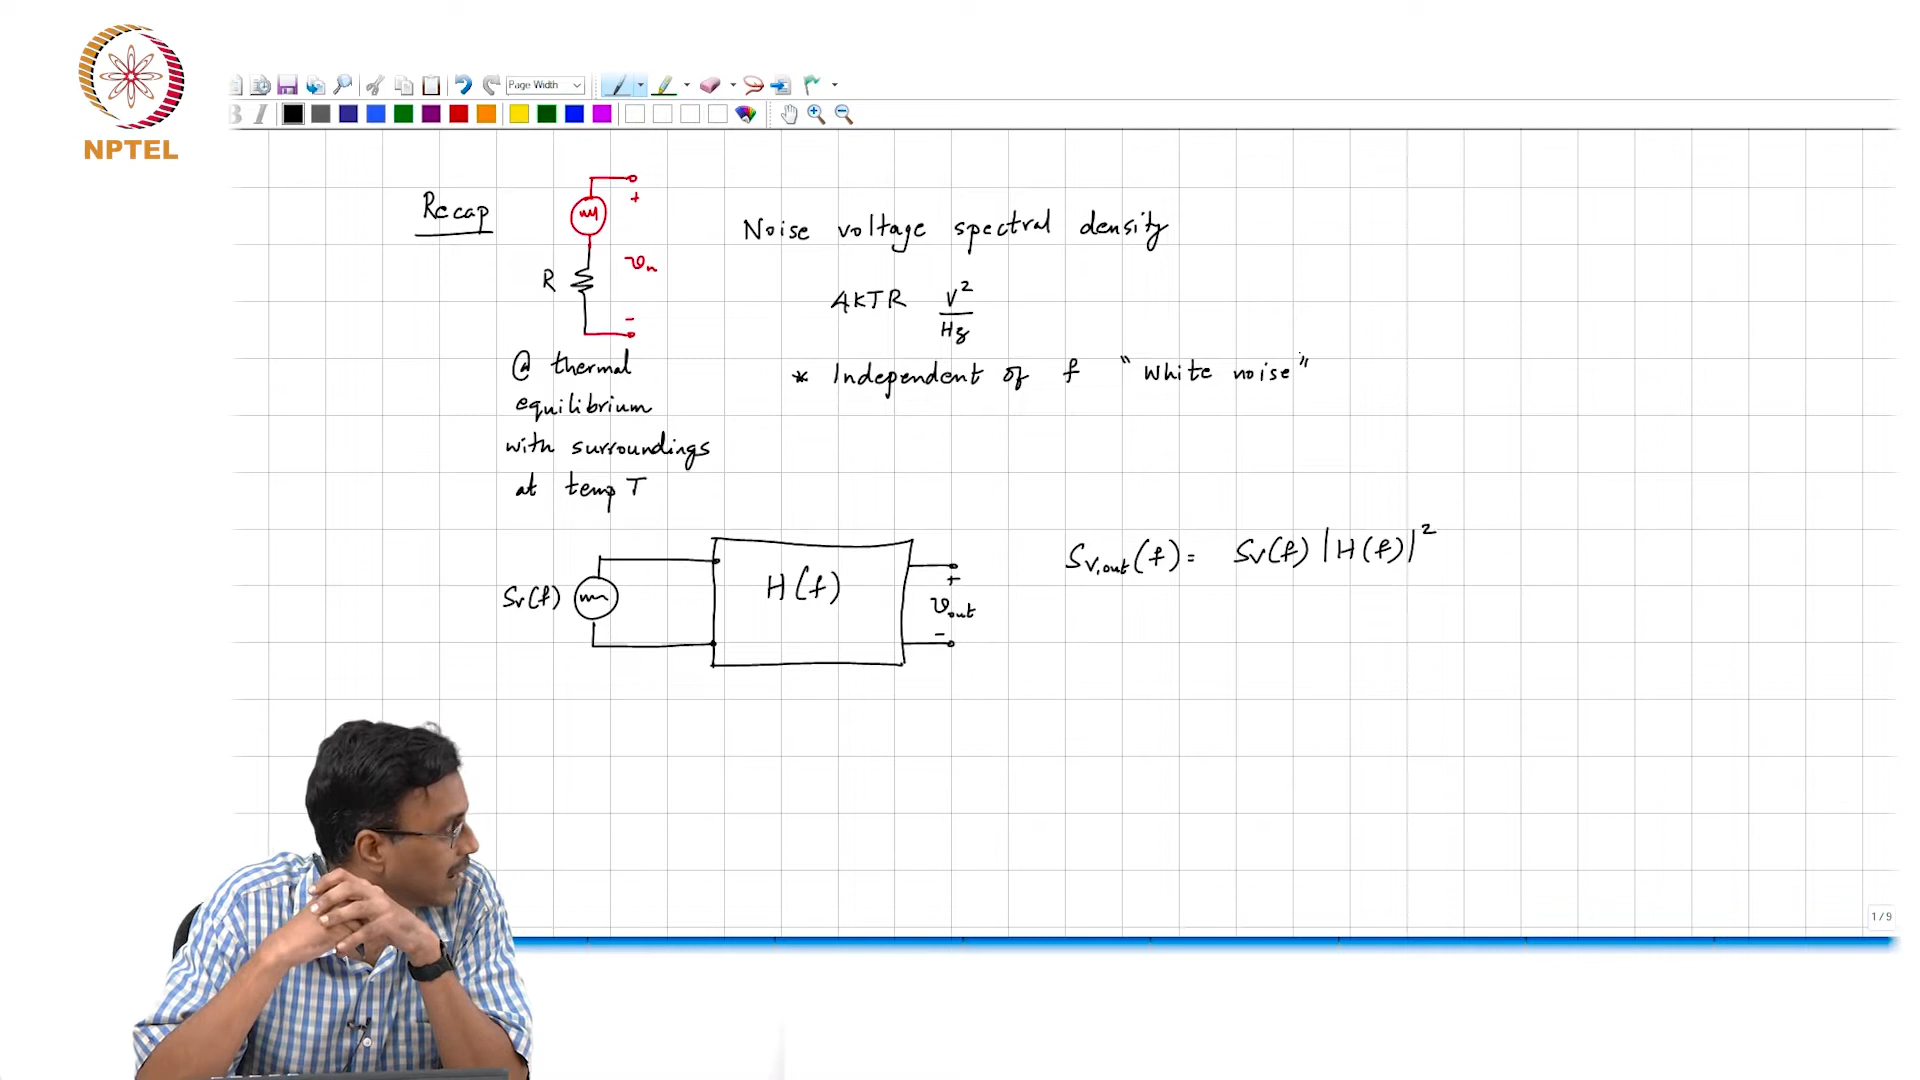 NPTEL
Page Width
Recap
+
vn
R
-
Noise voltage spectral density
4KTR V²/Hz
@ thermal
equilibrium
with surroundings
at temp T
* Independent of f "White noise"
Sv(f)
H(f)
+
vout
-
Sv,out(f) = Sv(f) |H(f)|²
1/9